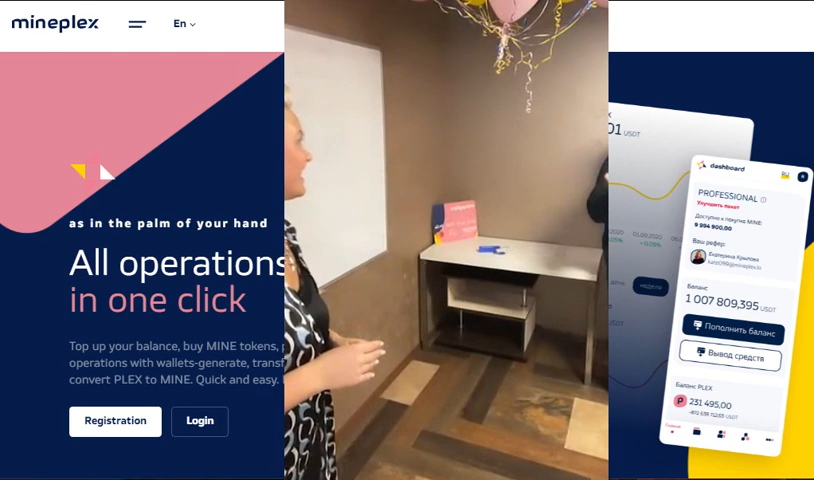 mineplex
En
as in the palm of your hand
All operations
in one click
Top up your balance, buy MINE tokens,
operations with wallets-generate,
convert PLEX to MINE. Quick and easy.
Registration
Login
01 USDT
dashboard
RU
PROFESSIONAL
Улучшить пакет
Доступно к покупке MINE:
9 994 900,00
Ваш рефер:
Екатерина Крылова
Баланс
1 007 809,395 USDT
Пополнить баланс
Вывод средств
Баланс PLEX
P 231 495,00
недели